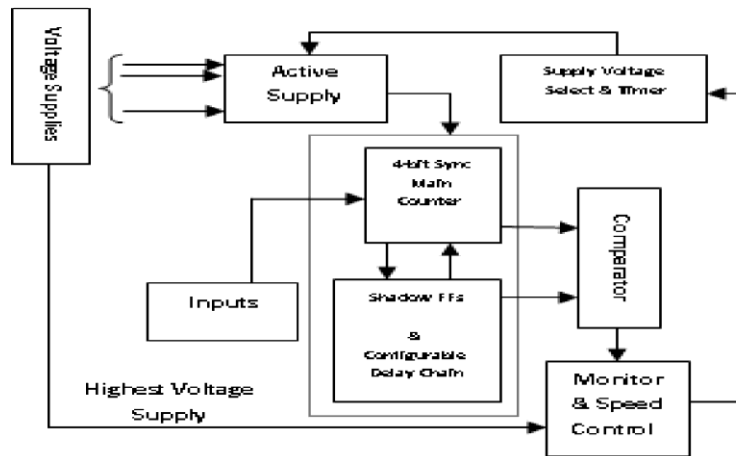 Voltage Supplies
Active
Supply
Supply Voltage
Select & Timer
4-bit Sync
Main
Counter
Comparator
Inputs
Shadow FFs
&
Configurable
Delay Chain
Highest Voltage
Supply
Monitor
& Speed
Control